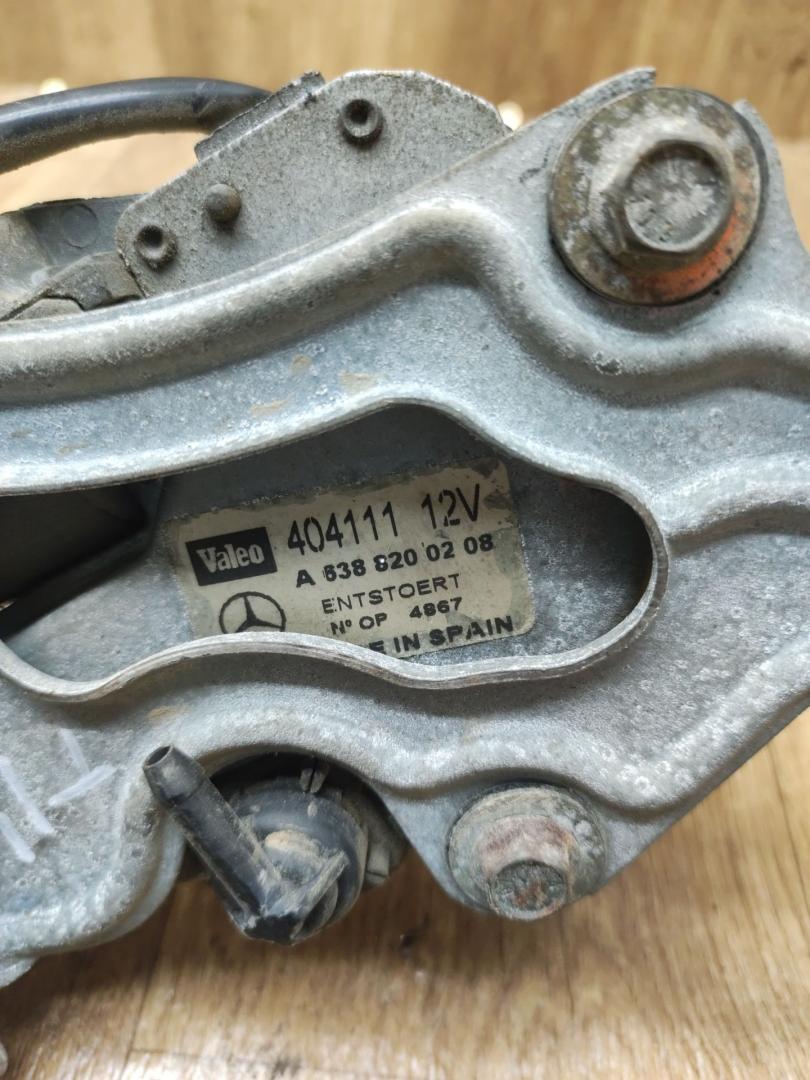 Valeo 404111 12V
A 638 820 02 08
ENTSTOERT
Nº OP 4867
IN SPAIN